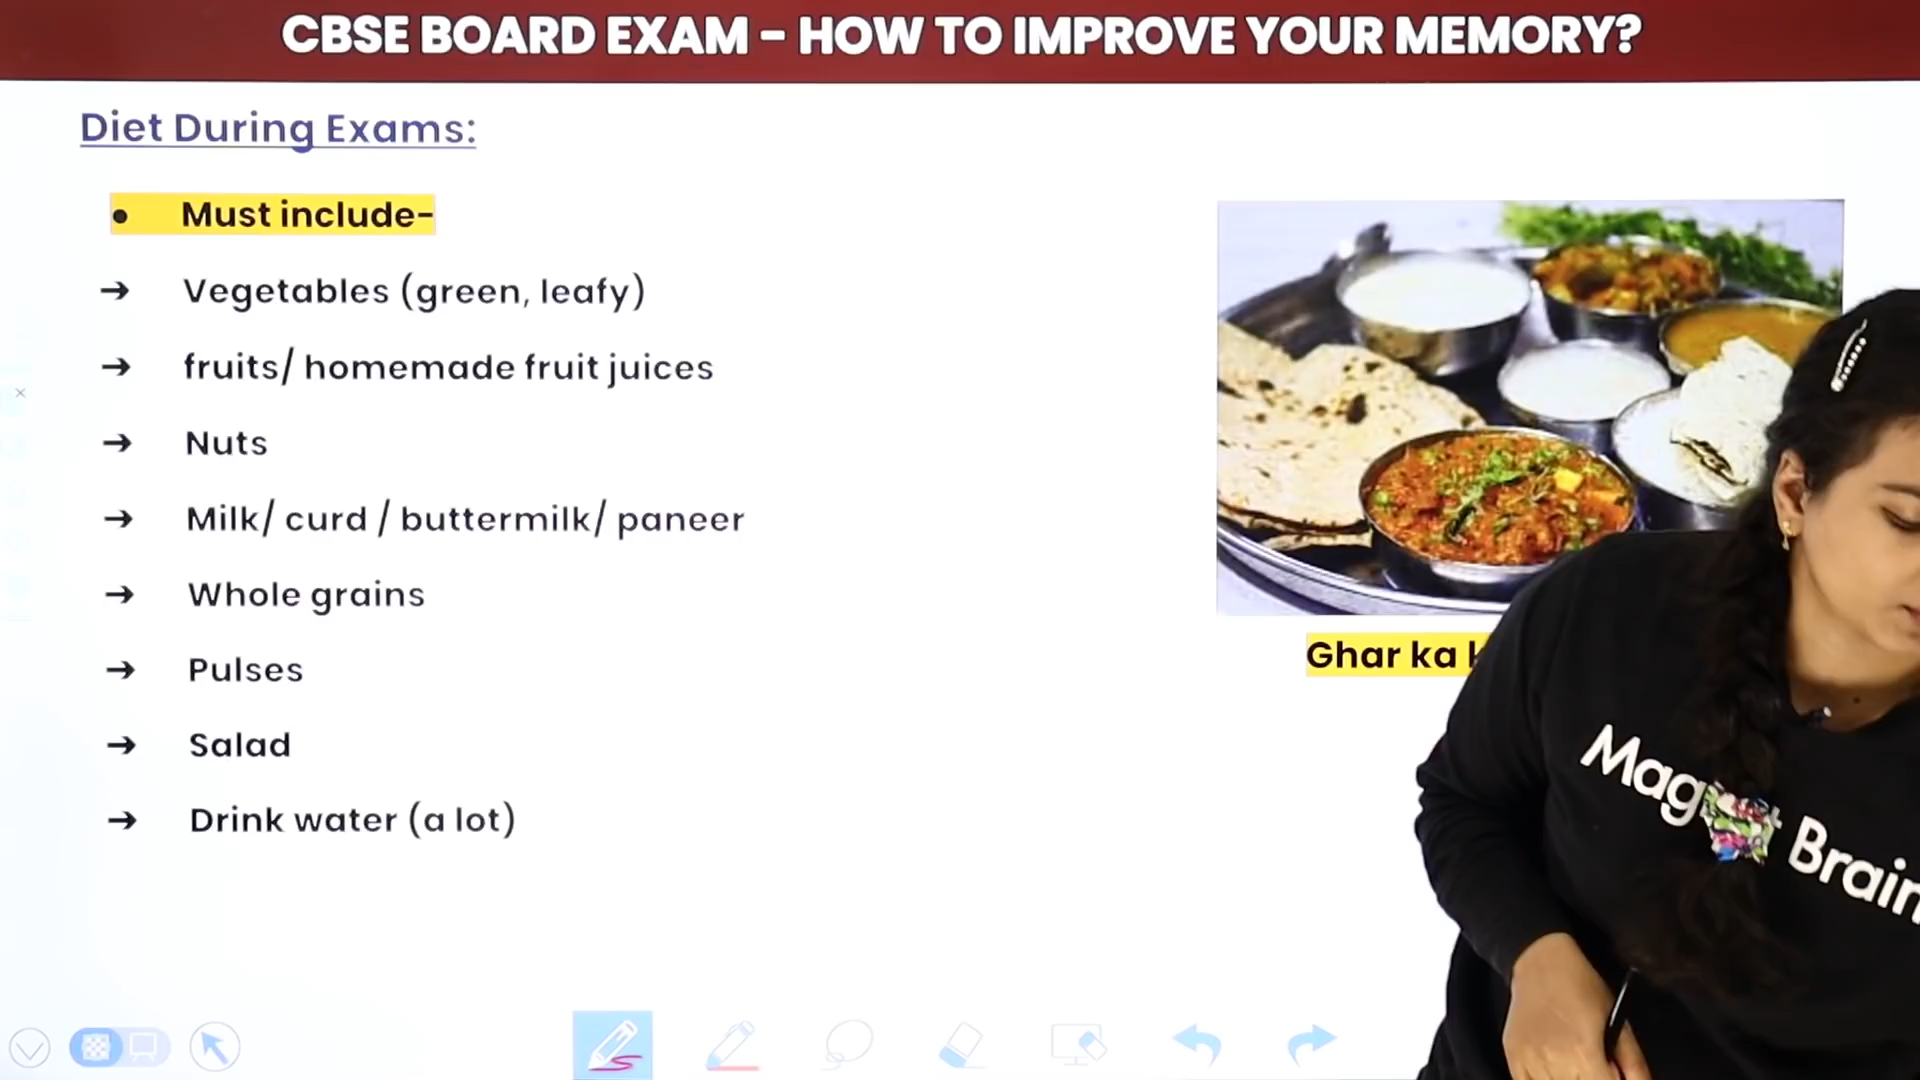 CBSE BOARD EXAM - HOW TO IMPROVE YOUR MEMORY?
Diet During Exams:
• Must include-
→ Vegetables (green, leafy)
→ fruits/ homemade fruit juices
→ Nuts
→ Milk/ curd / buttermilk/ paneer
→ Whole grains
→ Pulses
→ Salad
→ Drink water (a lot)
Ghar ka
Brain